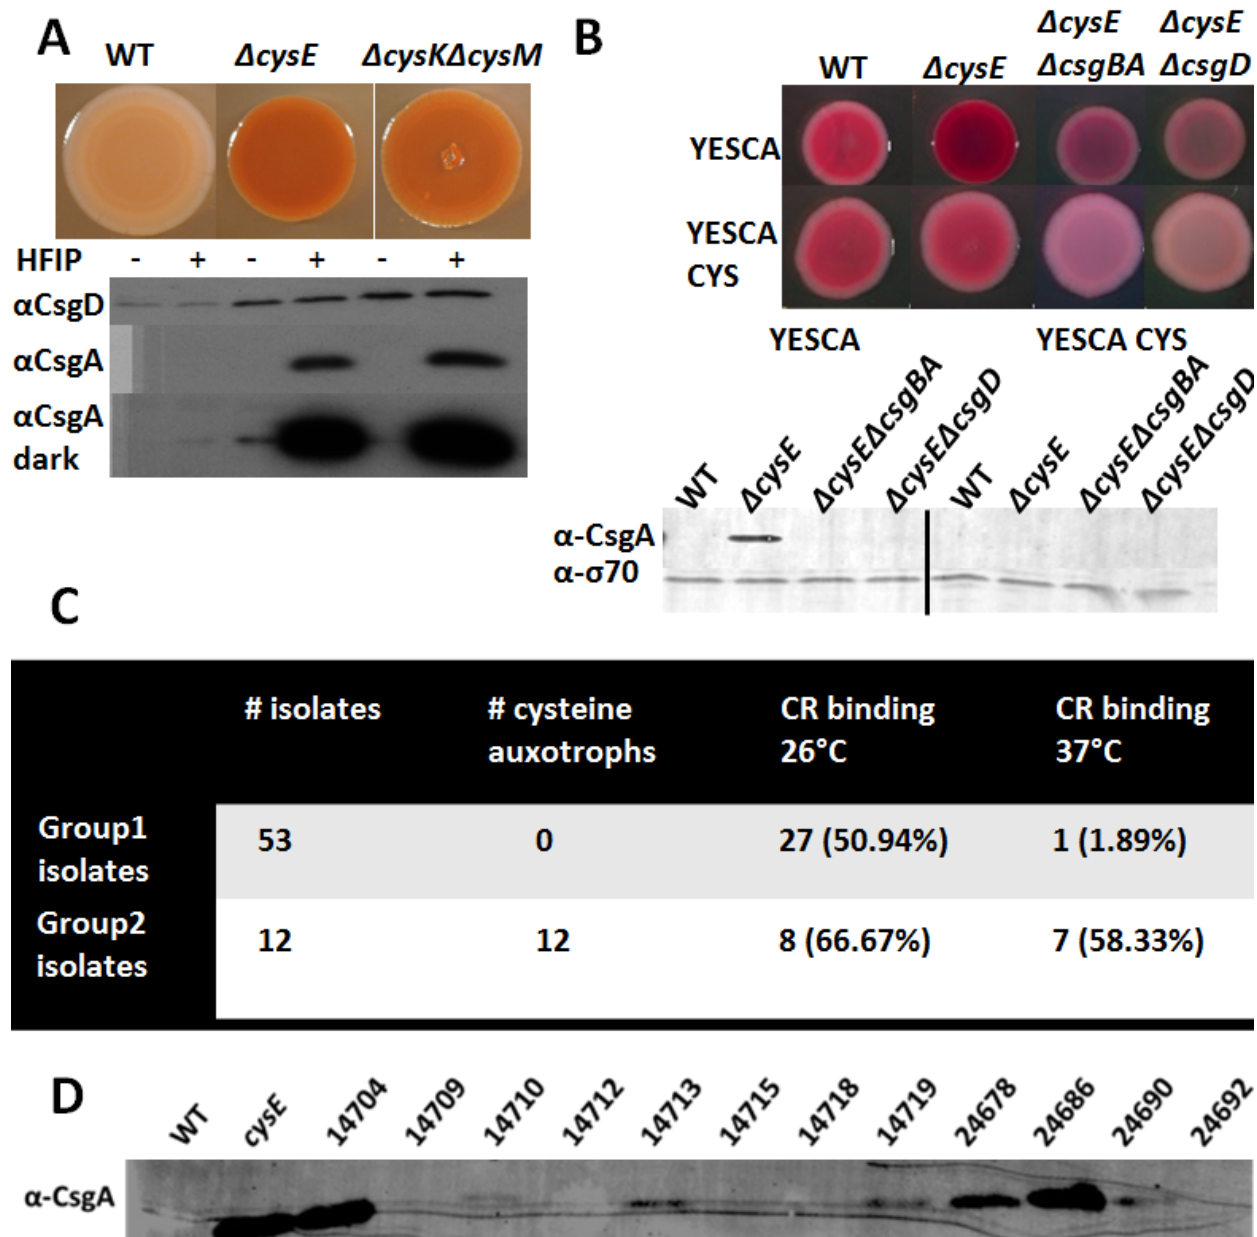 A
WT ΔcysE ΔcysKΔcysM
HFIP - + - + - +
αCsgD
αCsgA
αCsgA
dark
B
ΔcysE ΔcysE
WT ΔcysE ΔcsgBA ΔcsgD
YESCA
YESCA
CYS
YESCA YESCA CYS
WT ΔcysE ΔcysEΔcsgBA ΔcysEΔcsgD WT ΔcysE ΔcysEΔcsgBA ΔcysEΔcsgD
α-CsgA
α-σ70
C
# isolates # cysteine CR binding CR binding
auxotrophs 26°C 37°C
Group1
isolates
53 0 27 (50.94%) 1 (1.89%)
Group2
isolates
12 12 8 (66.67%) 7 (58.33%)
D
WT cysE 14704 14709 14710 14712 14713 14715 14718 14719 24678 24686 24690 24692
α-CsgA